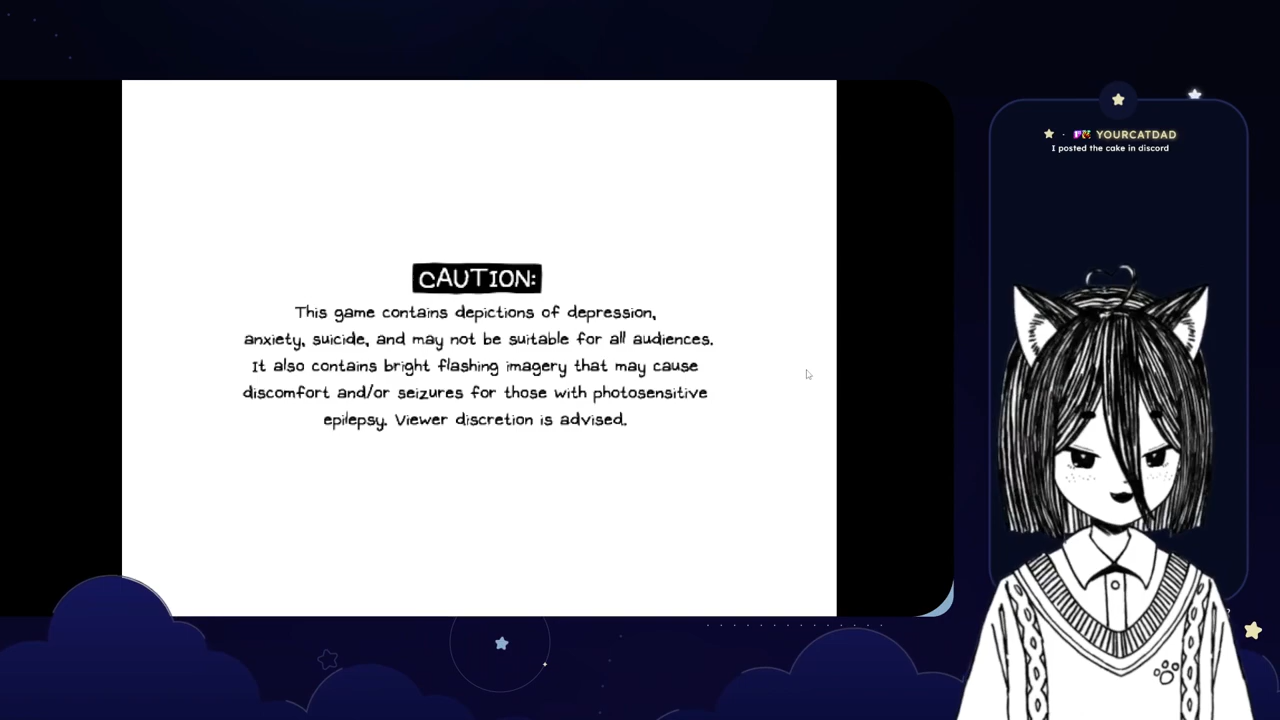 CAUTION:
This game contains depictions of depression,
anxiety, suicide, and may not be suitable for all audiences.
It also contains bright flashing imagery that may cause
discomfort and/or seizures for those with photosensitive
epilepsy. Viewer discretion is advised.
YOURCATDAD
I posted the cake in discord